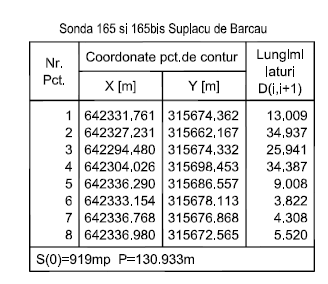 Sonda 165 si 165bis Suplacu de Barcau
Nr. Pct. Coordonate pct.de contur Lungimi laturi D(i,i+1)
X [m] Y [m]
1 642331.761 315674.362 13.009
2 642327.231 315662.167 34.937
3 642294.480 315674.332 25.941
4 642304.026 315698.453 34.387
5 642336.290 315686.557 9.008
6 642333.154 315678.113 3.822
7 642336.768 315676.868 4.308
8 642336.980 315672.565 5.520
S(0)=919mp P=130.933m